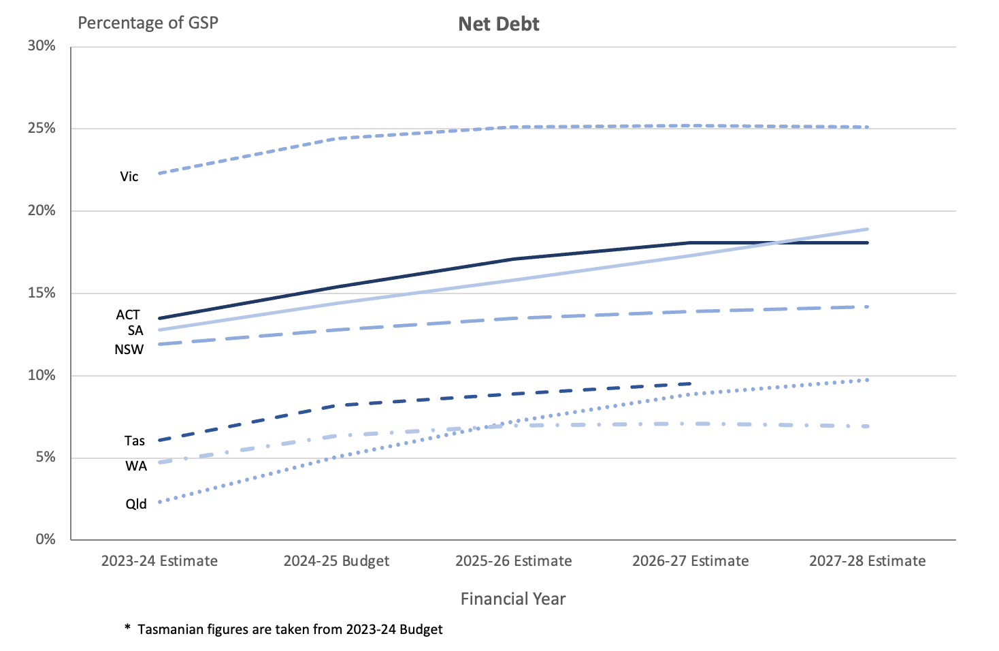 Percentage of GSP
Net Debt
30%
25%
20%
15%
10%
5%
0%
Vic
ACT
SA
NSW
Tas
WA
Qld
2023-24 Estimate 2024-25 Budget 2025-26 Estimate 2026-27 Estimate 2027-28 Estimate
Financial Year
* Tasmanian figures are taken from 2023-24 Budget